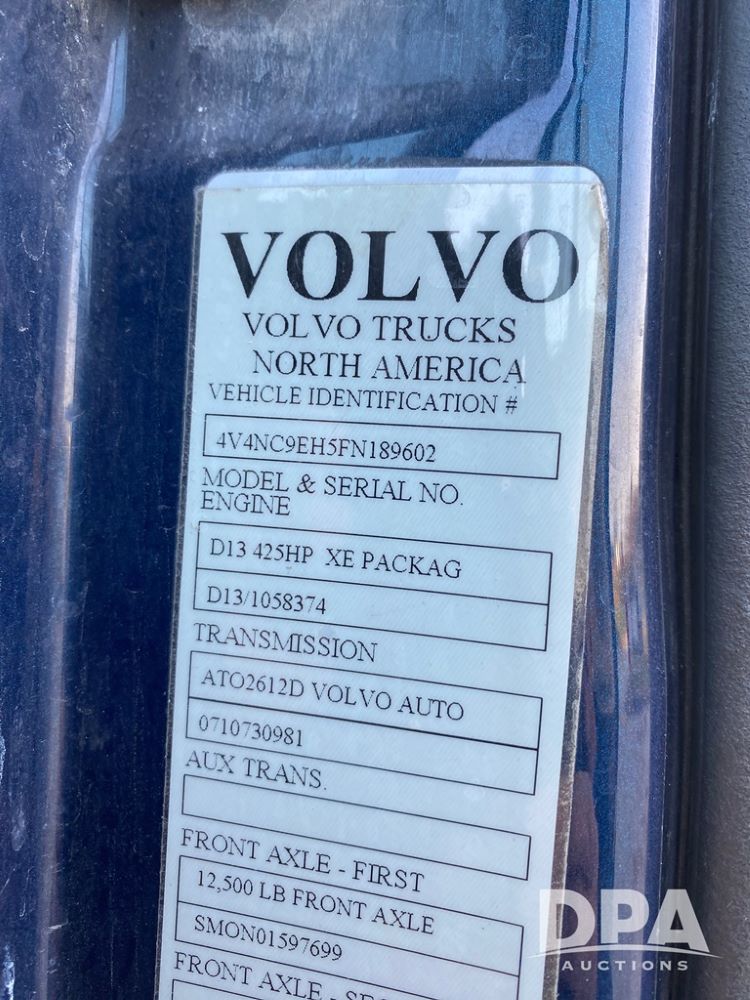 VOLVO
VOLVO TRUCKS
NORTH AMERICA
VEHICLE IDENTIFICATION #
4V4NC9EH5FN189602
MODEL & SERIAL NO.
ENGINE
D13 425HP XE PACKAG
D13/1058374
TRANSMISSION
ATO2612D VOLVO AUTO
0710730981
AUX TRANS.
FRONT AXLE - FIRST
12,500 LB FRONT AXLE
SMON01597699
FRONT AXLE -
DPA
AUCTIONS